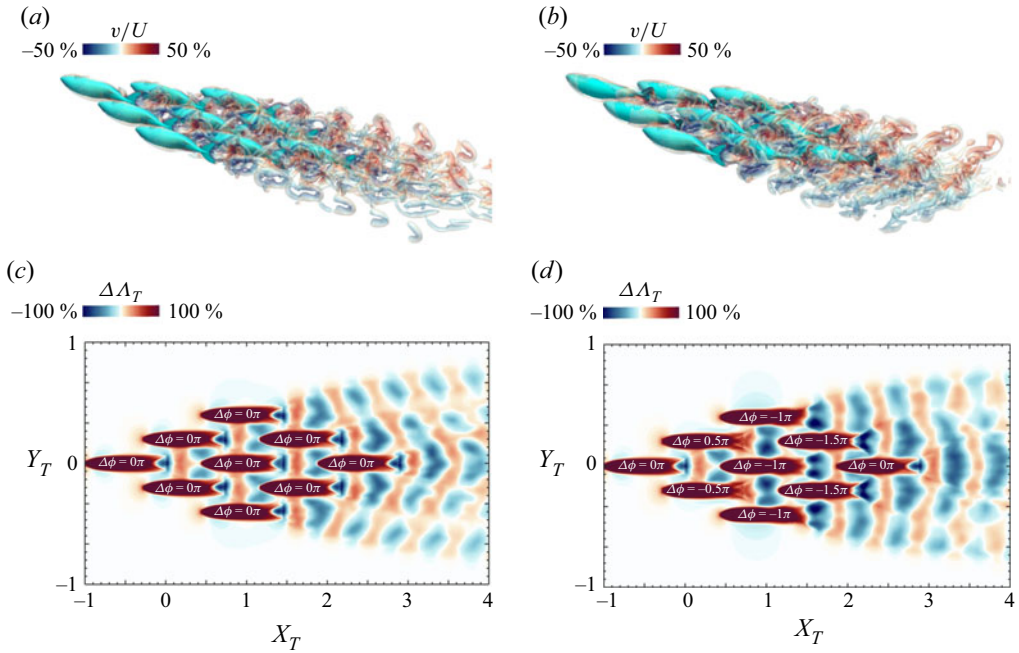 (a)
v/U
–50 % 50 %
(b)
v/U
–50 % 50 %
(c)
ΔΛT
–100 % 100 %
1
Y_T 0
–1
–1 0 1 2 3 4
X_T
Δϕ = 0π
Δϕ = 0π Δϕ = 0π
Δϕ = 0π Δϕ = 0π Δϕ = 0π
Δϕ = 0π Δϕ = 0π
Δϕ = 0π
(d)
ΔΛT
–100 % 100 %
1
Y_T 0
–1
–1 0 1 2 3 4
X_T
Δϕ = –1π
Δϕ = 0.5π Δϕ = –1.5π
Δϕ = 0π Δϕ = –1π Δϕ = 0π
Δϕ = –0.5π Δϕ = –1.5π
Δϕ = –1π